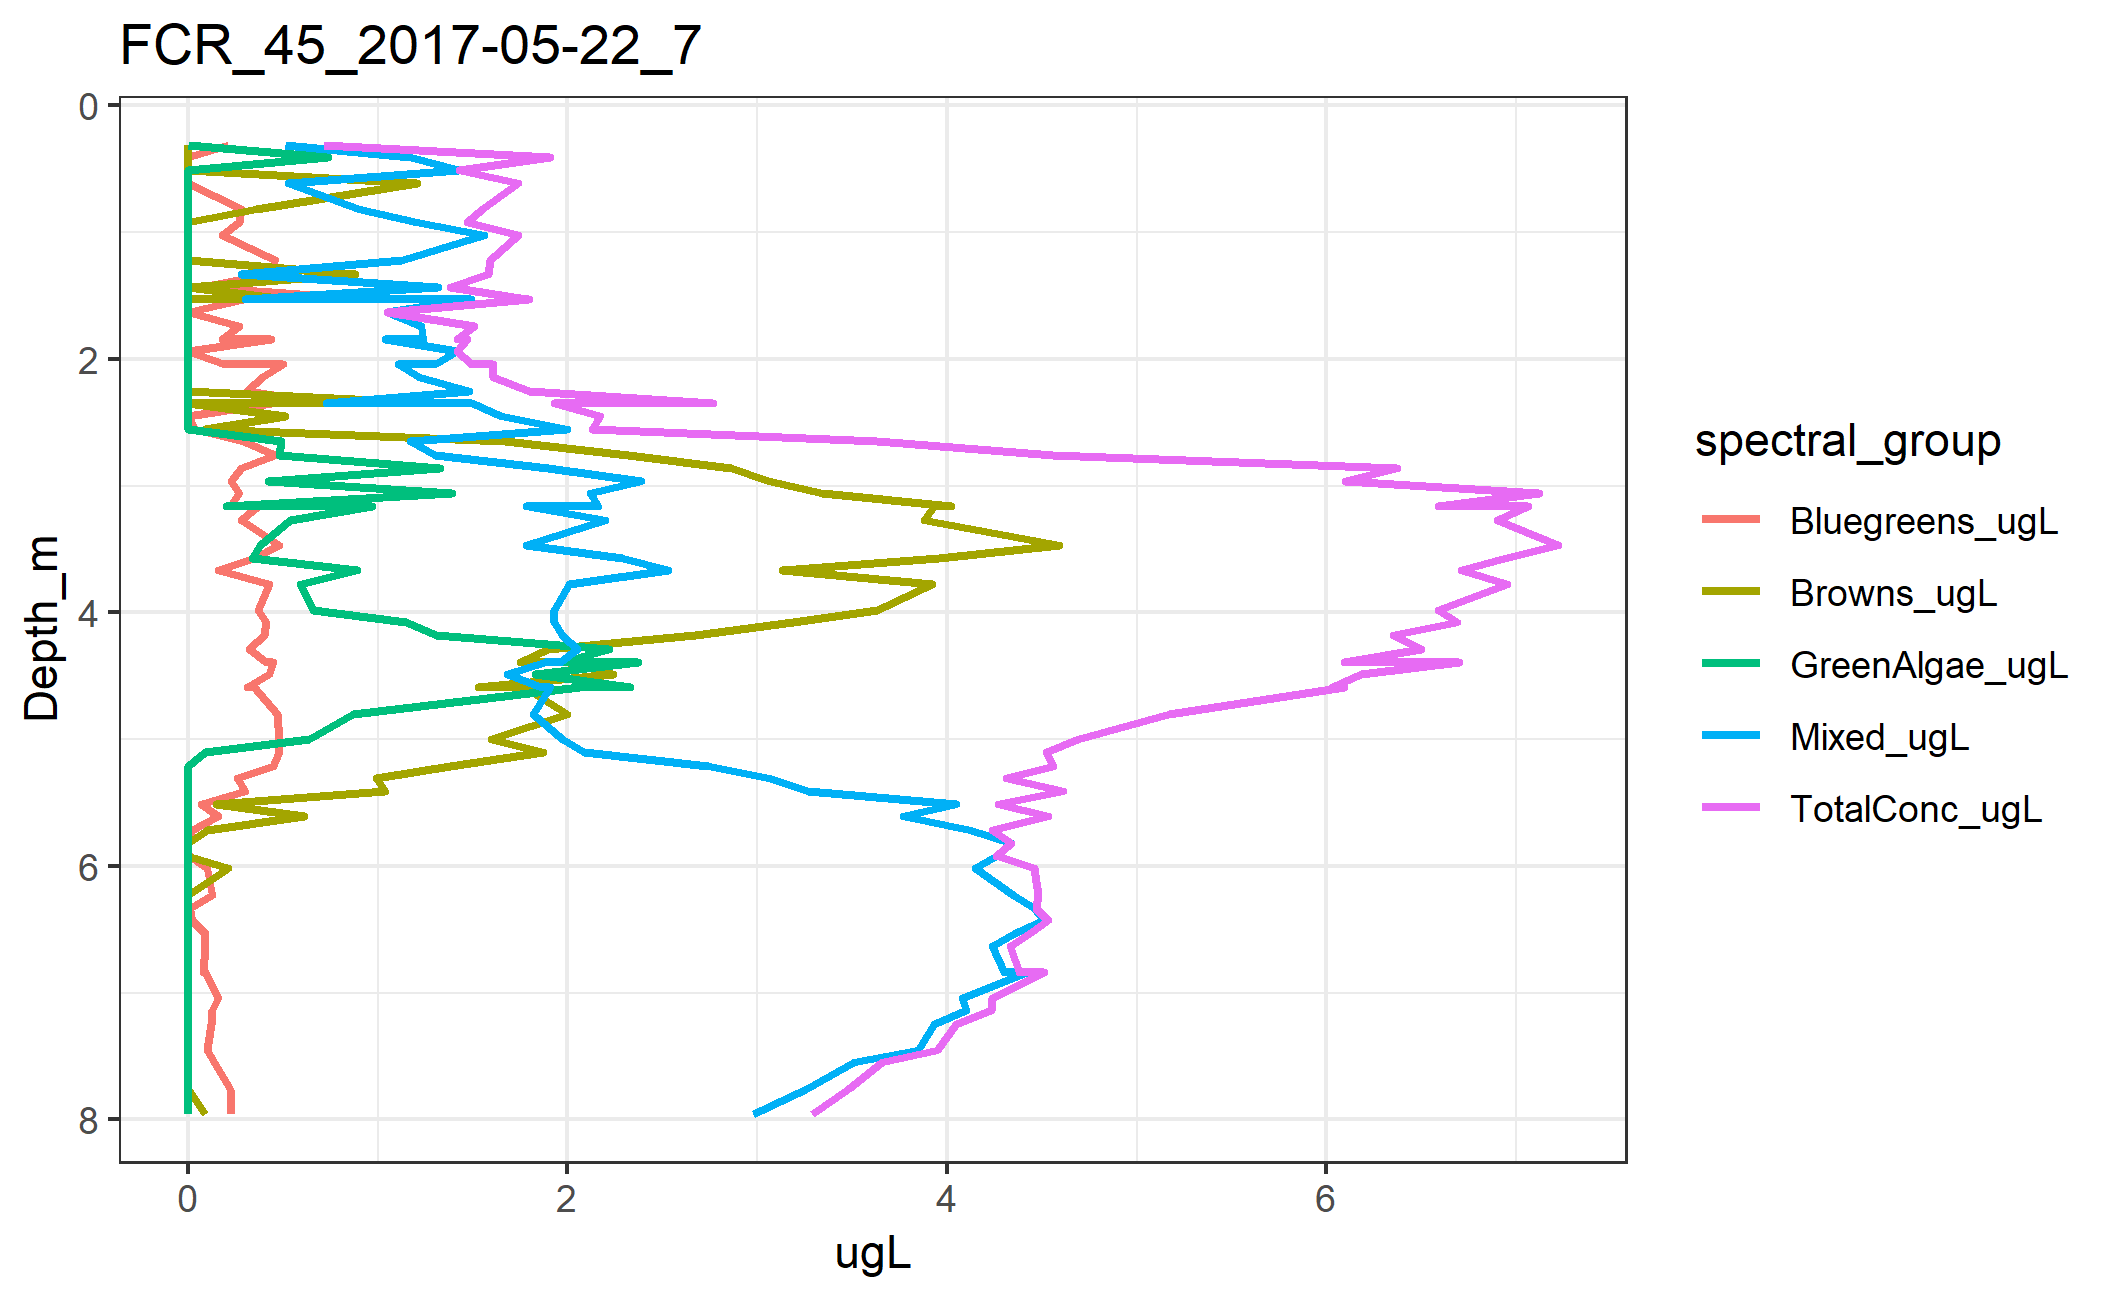 FCR_45_2017-05-22_7
0
2
4
6
8
Depth_m
0 2 4 6
ugL
spectral_group
Bluegreens_ugL
Browns_ugL
GreenAlgae_ugL
Mixed_ugL
TotalConc_ugL